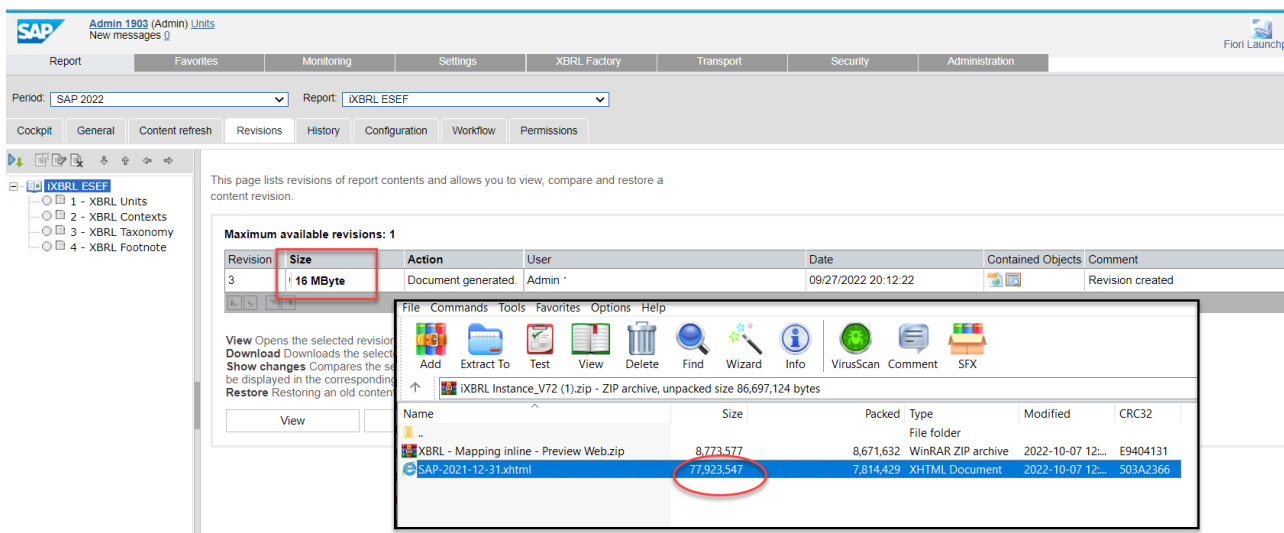 SAP
Admin 1903 (Admin) Units
New messages 0
Fiori Launchp
Report Favorites Monitoring Settings XBRL Factory Transport Security Administration
Period: SAP 2022 Report: iXBRL ESEF
Cockpit General Content refresh Revisions History Configuration Workflow Permissions
iXBRL ESEF
1 - XBRL Units
2 - XBRL Contexts
3 - XBRL Taxonomy
4 - XBRL Footnote
This page lists revisions of report contents and allows you to view, compare and restore a
content revision.
Maximum available revisions: 1
Revision Size Action User Date Contained Objects Comment
3 16 MByte Document generated. Admin 09/27/2022 20:12:22 Revision created
View Opens the selected revision
Download Downloads the select
Show changes Compares the se
be displayed in the corresponding
Restore Restoring an old conten
View
File Commands Tools Favorites Options Help
Add Extract To Test View Delete Find Wizard Info VirusScan Comment SFX
iXBRL Instance_V72 (1).zip - ZIP archive, unpacked size 86,697,124 bytes
Name Size Packed Type Modified CRC32
.. File folder
XBRL - Mapping inline - Preview Web.zip 8,773,577 8,671,632 WinRAR ZIP archive 2022-10-07 12:... E9404131
SAP-2021-12-31.xhtml 77,923,547 7,814,429 XHTML Document 2022-10-07 12:... 503A2366